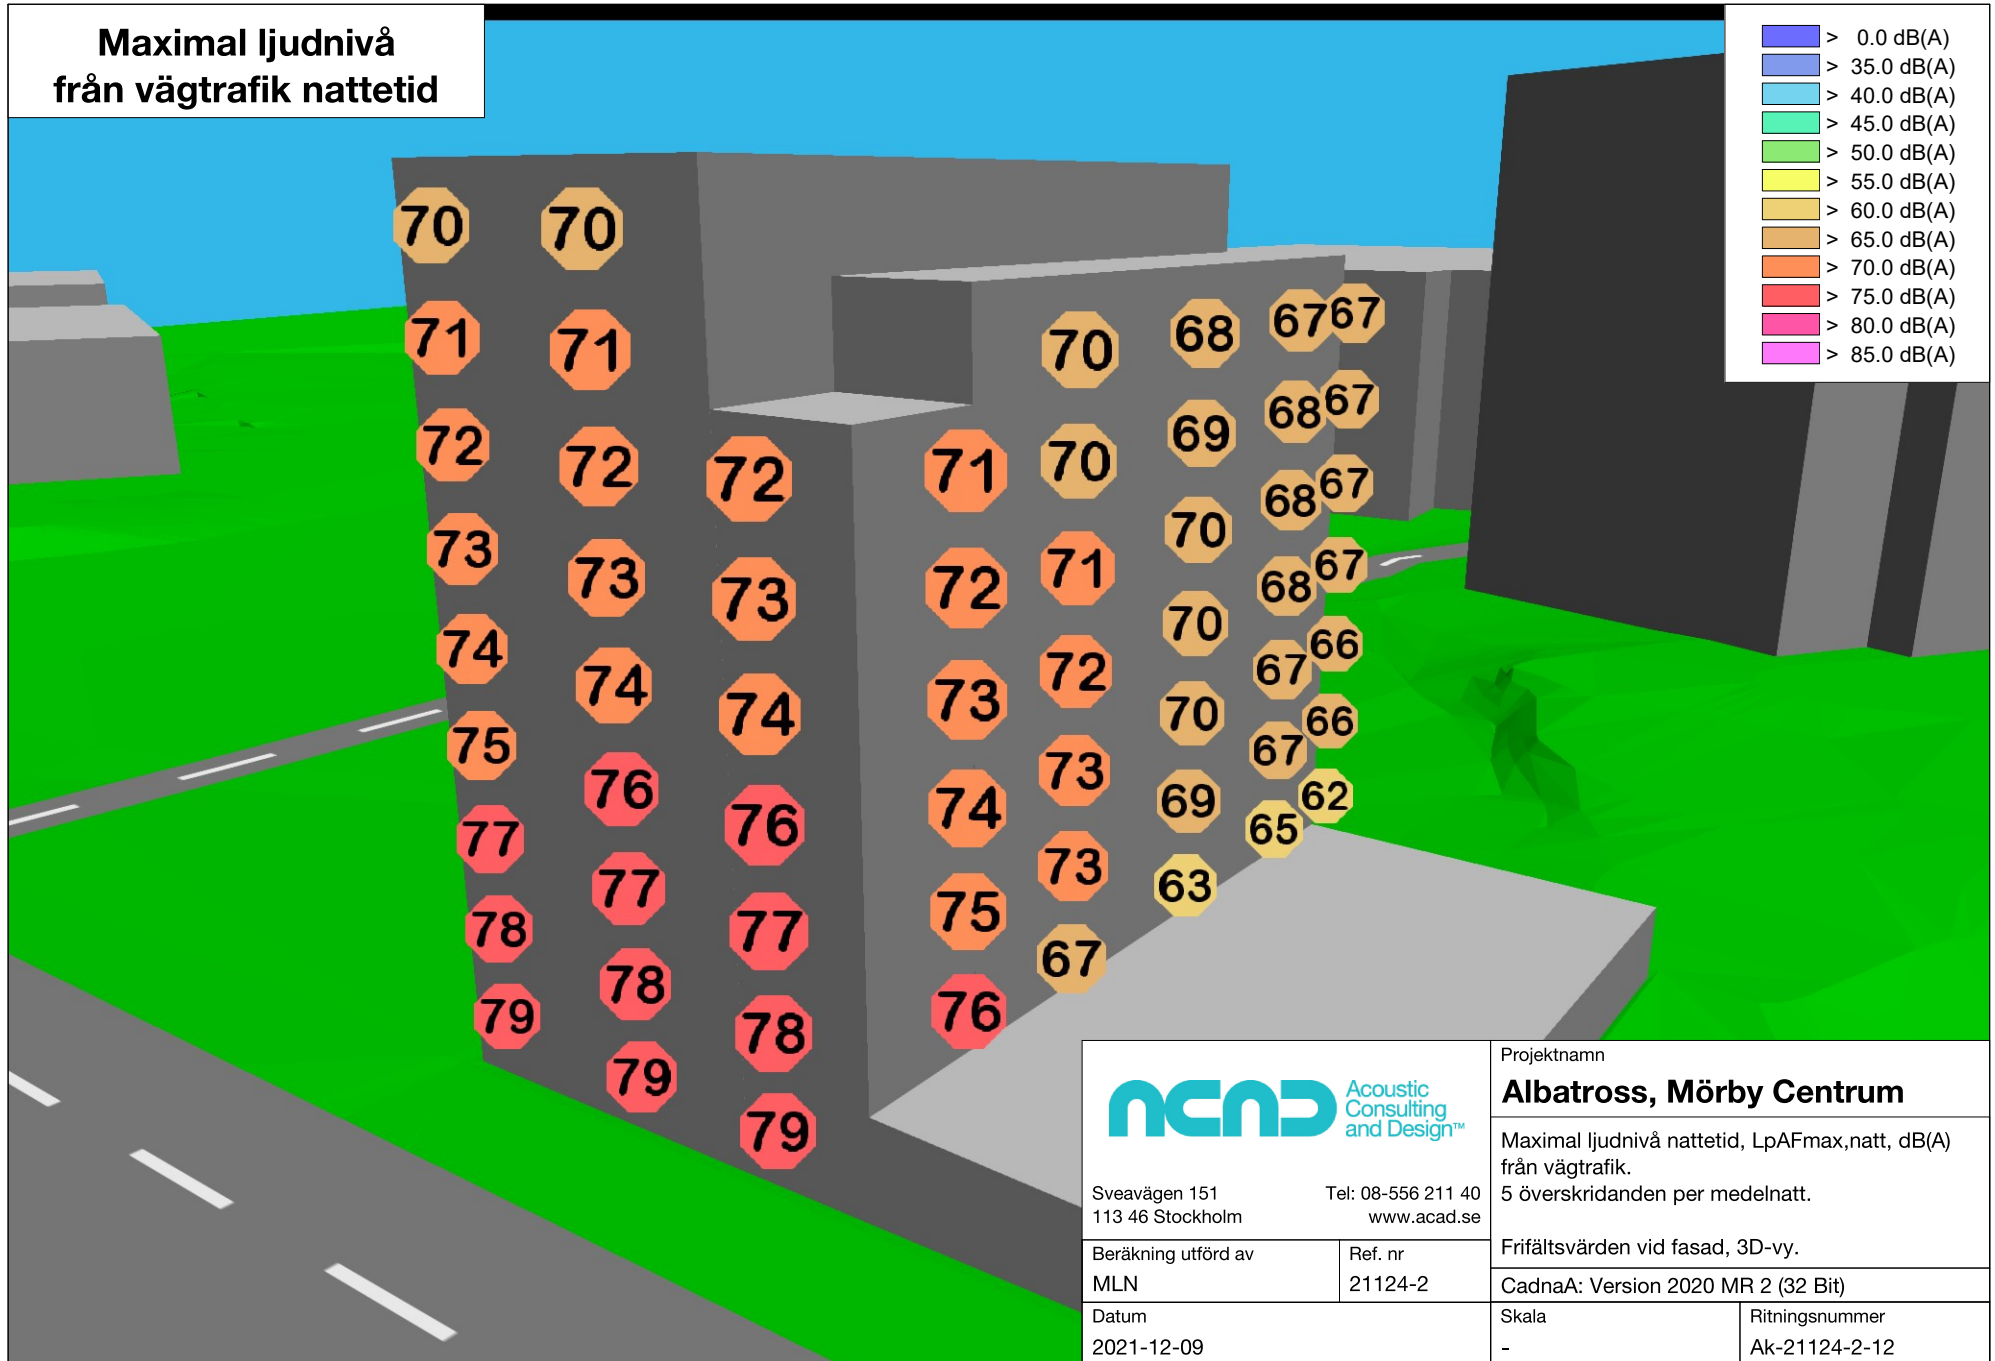 Maximal ljudnivå
från vägtrafik nattetid
> 0.0 dB(A)
> 35.0 dB(A)
> 40.0 dB(A)
> 45.0 dB(A)
> 50.0 dB(A)
> 55.0 dB(A)
> 60.0 dB(A)
> 65.0 dB(A)
> 70.0 dB(A)
> 75.0 dB(A)
> 80.0 dB(A)
> 85.0 dB(A)
70 70
71 71
72 72 72
73 73 73
74 74 74
75 76 76
77 77 77
78 78 78
79 79 79
71
72
73
74
75
76
70
70
71
72
73
73
67
68
69
70
70
70
69
63
67
68
68
68
67
67
65
67
67
67
67
66
66
62
ACAD
Acoustic
Consulting
and Design™
Sveavägen 151 Tel: 08-556 211 40
113 46 Stockholm www.acad.se
Beräkning utförd av
MLN
Ref. nr
21124-2
Datum
2021-12-09
Projektnamn
Albatross, Mörby Centrum
Maximal ljudnivå nattetid, LpAFmax,natt, dB(A)
från vägtrafik.
5 överskridanden per medelnatt.
Frifältsvärden vid fasad, 3D-vy.
CadnaA: Version 2020 MR 2 (32 Bit)
Skala
-
Ritningsnummer
Ak-21124-2-12